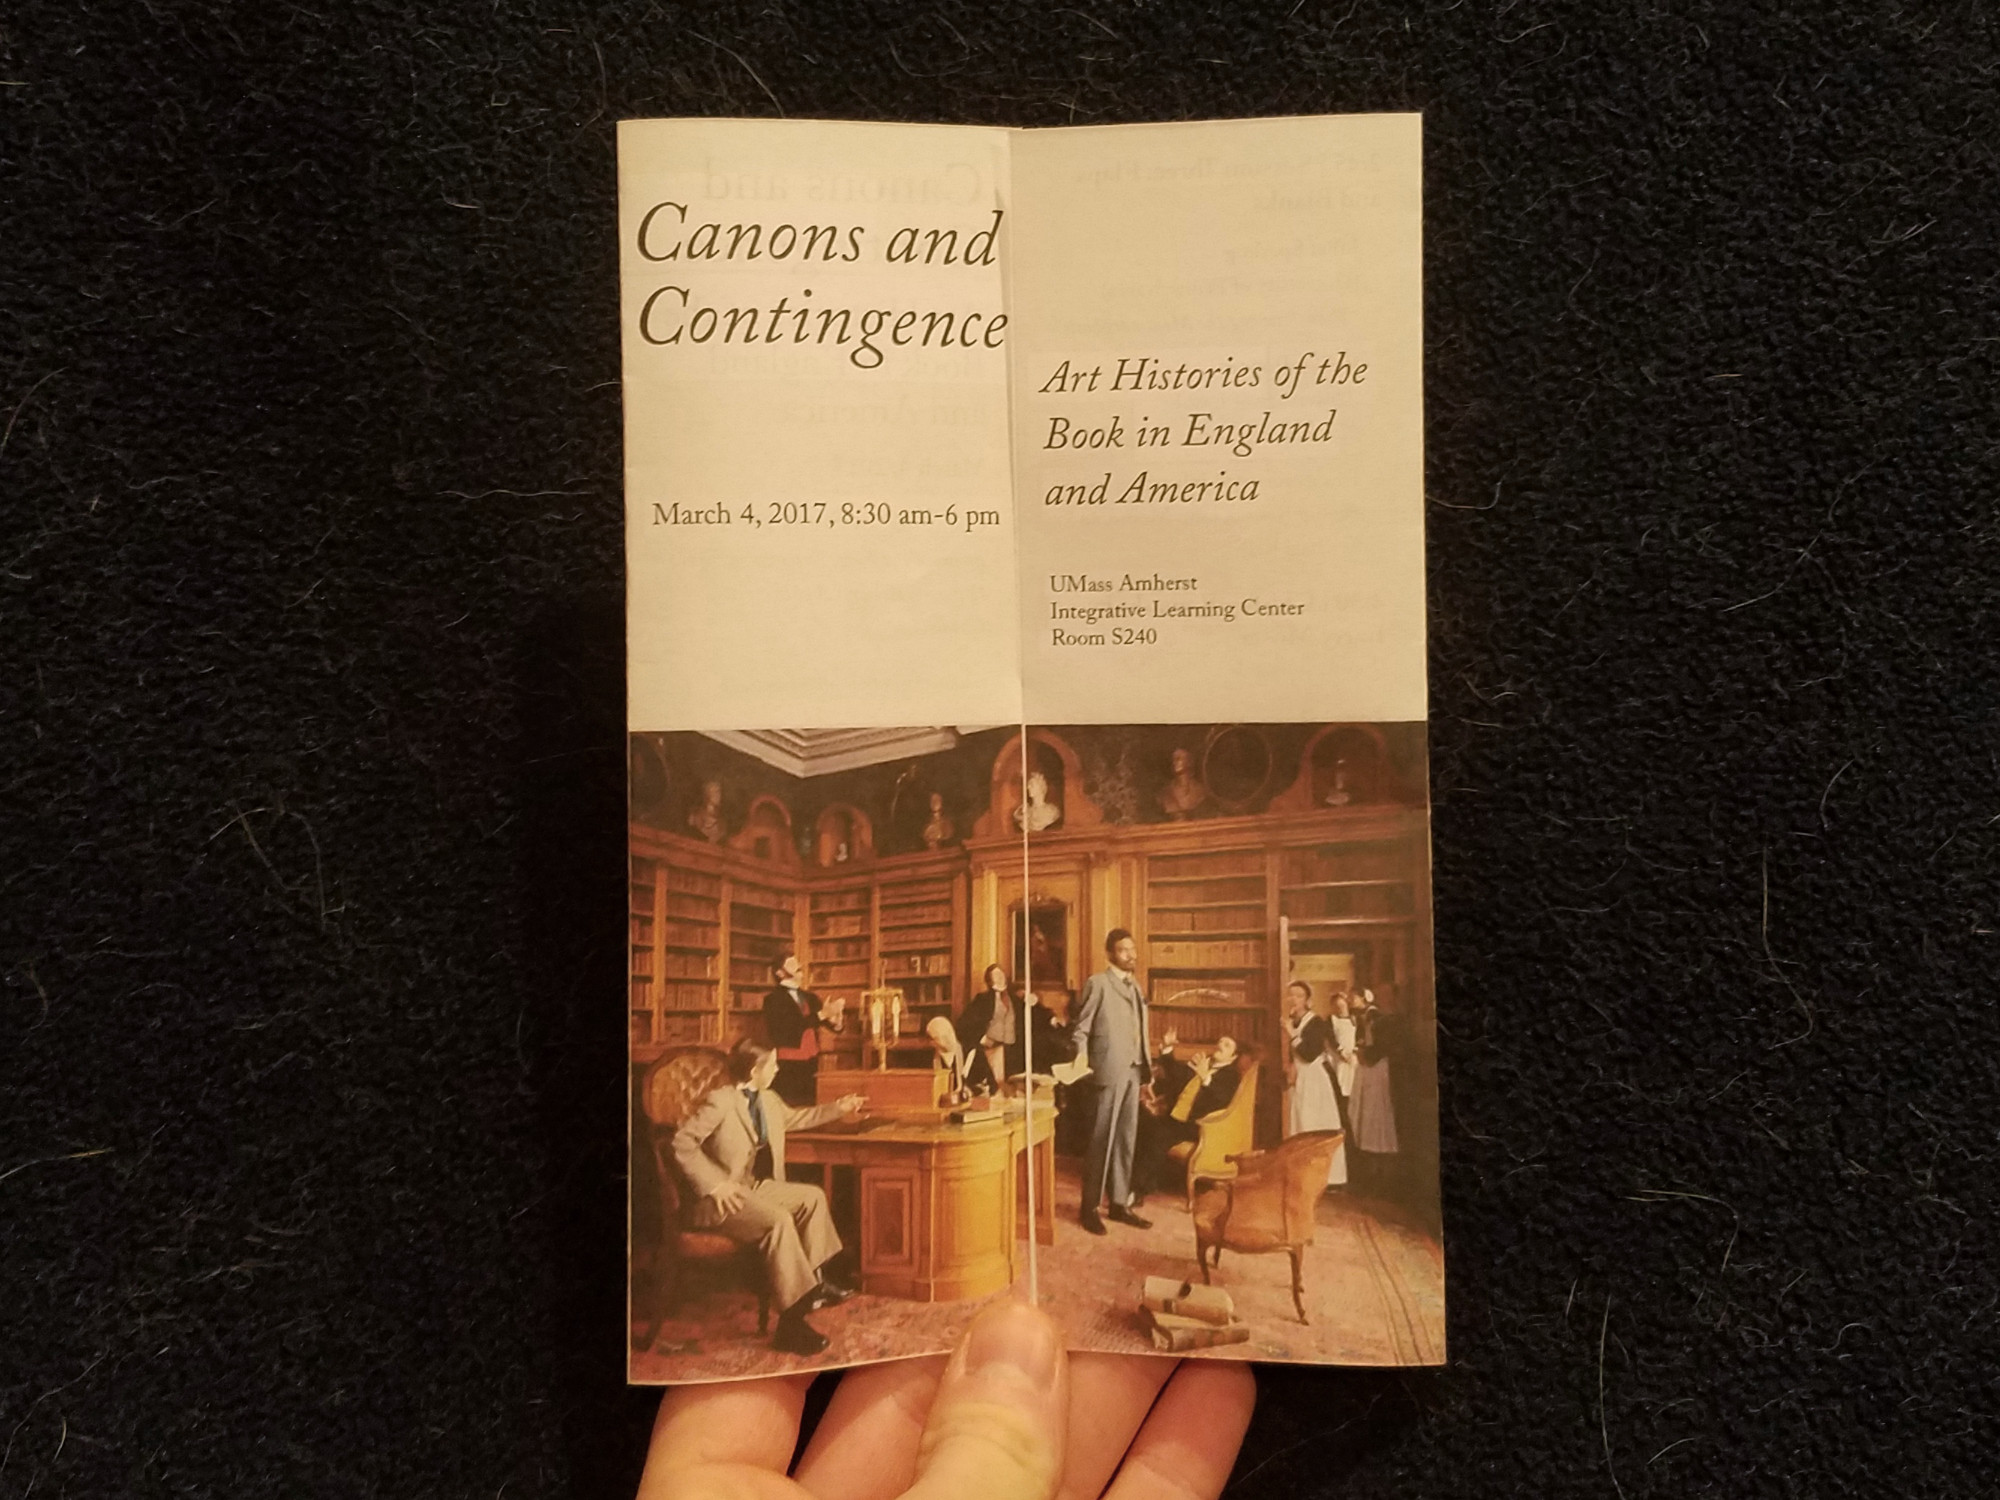 Canons and
Contingence
March 4, 2017, 8:30 am-6 pm
Art Histories of the
Book in England
and America
UMass Amherst
Integrative Learning Center
Room S240